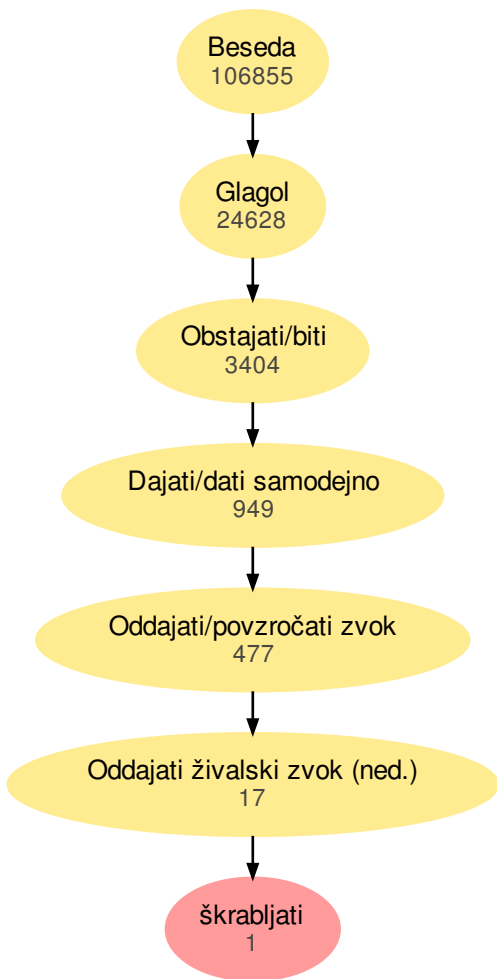 Beseda
106855
Glagol
24628
Obstajati/biti
3404
Dajati/dati samodejno
949
Oddajati/povzročati zvok
477
Oddajati živalski zvok (ned.)
17
škrabljati
1